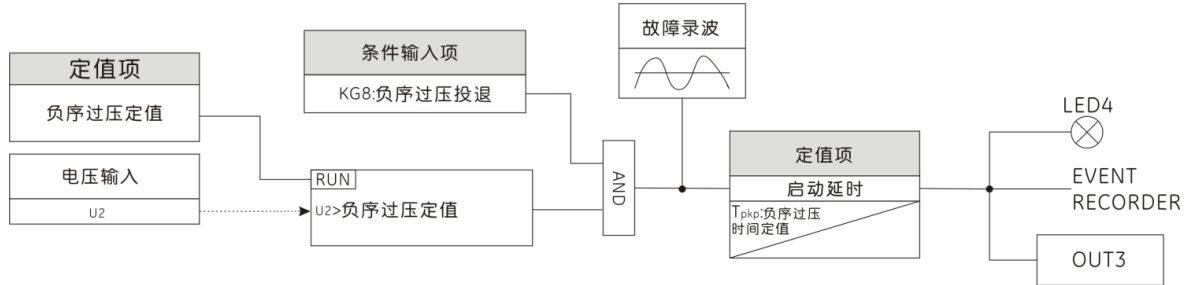 定值项
负序过压定值
电压输入
U2
条件输入项
KG8:负序过压投退
RUN
U2>负序过压定值
AND
故障录波
定值项
启动延时
Tpkp:负序过压
时间定值
LED4
EVENT
RECORDER
OUT3